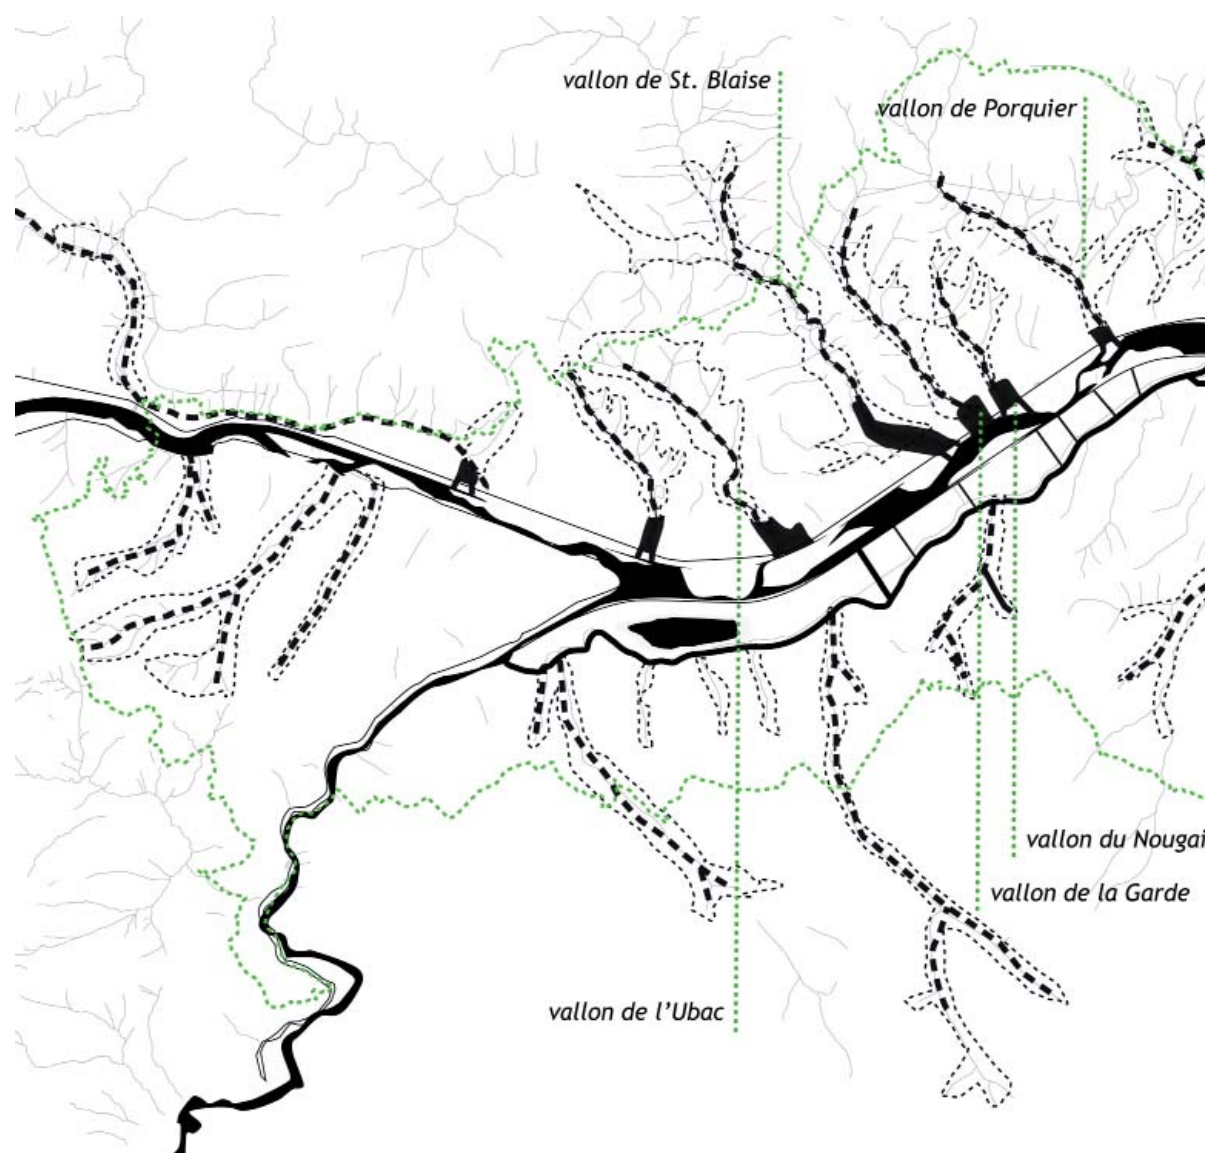 vallon de St. Blaise
vallon de Porquier
vallon du Nougai
vallon de la Garde
vallon de l'Ubac